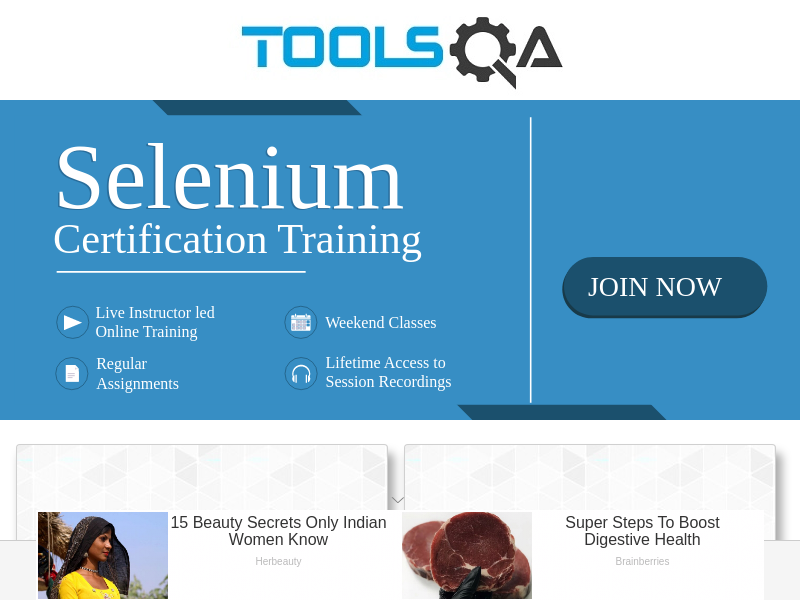 TOOLSQA
Selenium
Certification Training
JOIN NOW
Live Instructor led
Online Training
Weekend Classes
Regular
Assignments
Lifetime Access to
Session Recordings
15 Beauty Secrets Only Indian
Women Know
Herbeauty
Super Steps To Boost
Digestive Health
Brainberries